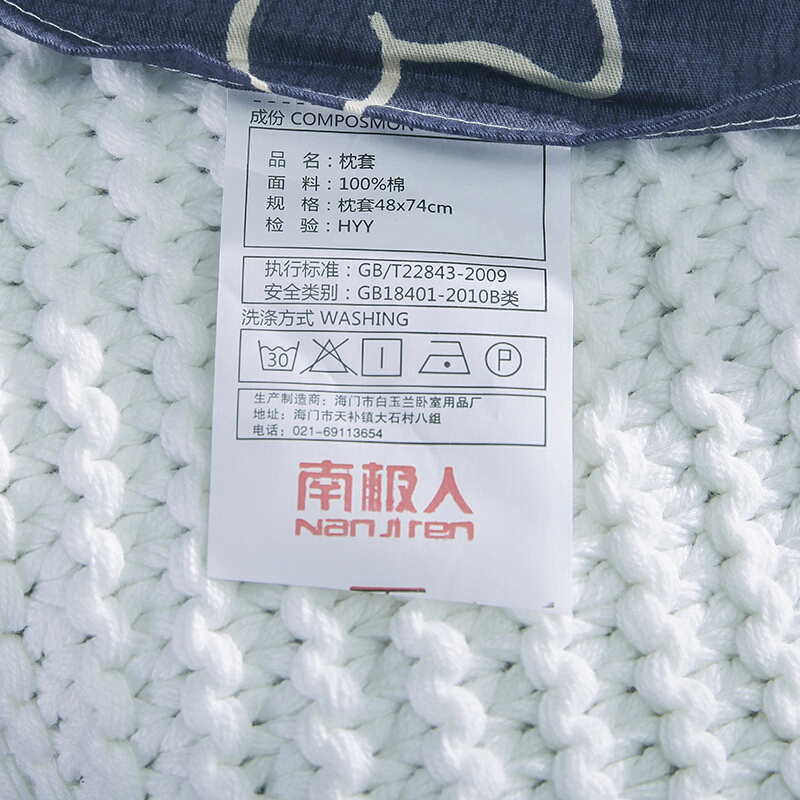 成份 COMPOSMON
品 名：枕套
面 料：100%棉
规 格：枕套48x74cm
检 验：HYY
执行标准：GB/T22843-2009
安全类别：GB18401-2010B类
洗涤方式 WASHING
30 P
生产制造商：海门市白玉兰卧室用品厂
地址：海门市天补镇大石村八组
电话：021-69113654
南极人
NanJiren